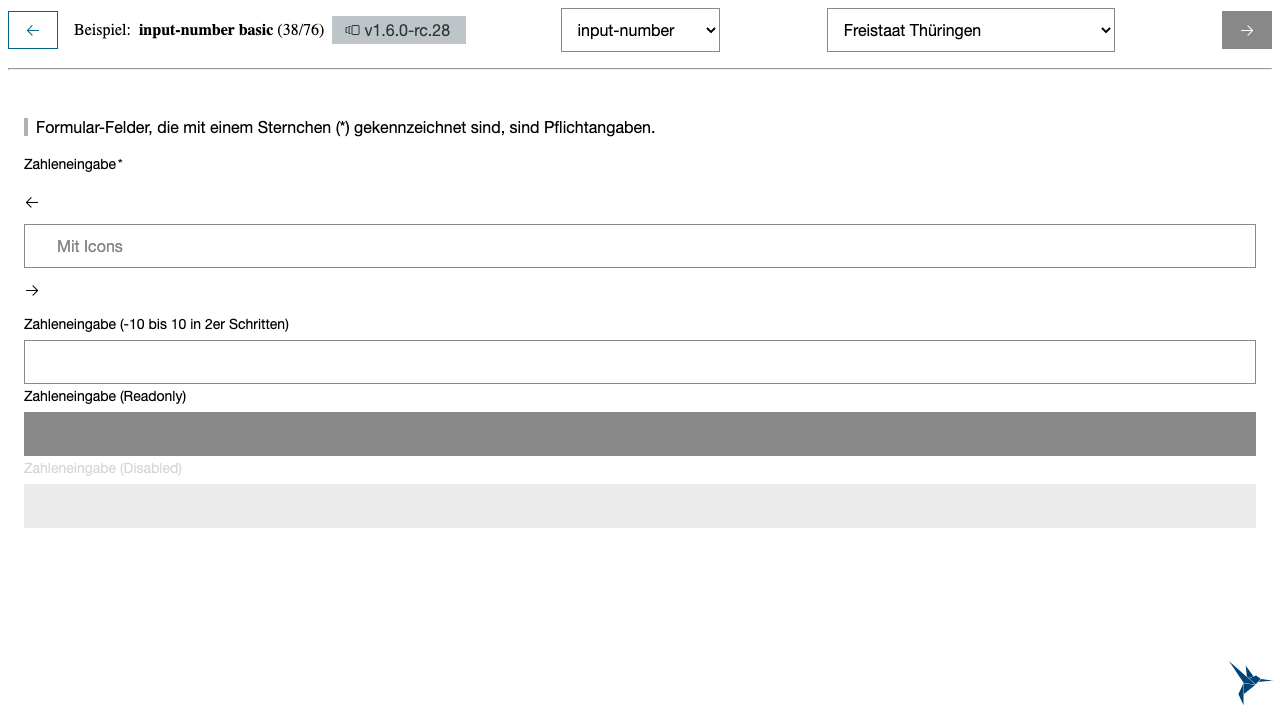 Beispiel: input-number basic (38/76) v1.6.0-rc.28 input-number Freistaat Thüringen
Formular-Felder, die mit einem Sternchen (*) gekennzeichnet sind, sind Pflichtangaben.
Zahleneingabe*
Mit Icons
Zahleneingabe (-10 bis 10 in 2er Schritten)
Zahleneingabe (Readonly)
Zahleneingabe (Disabled)